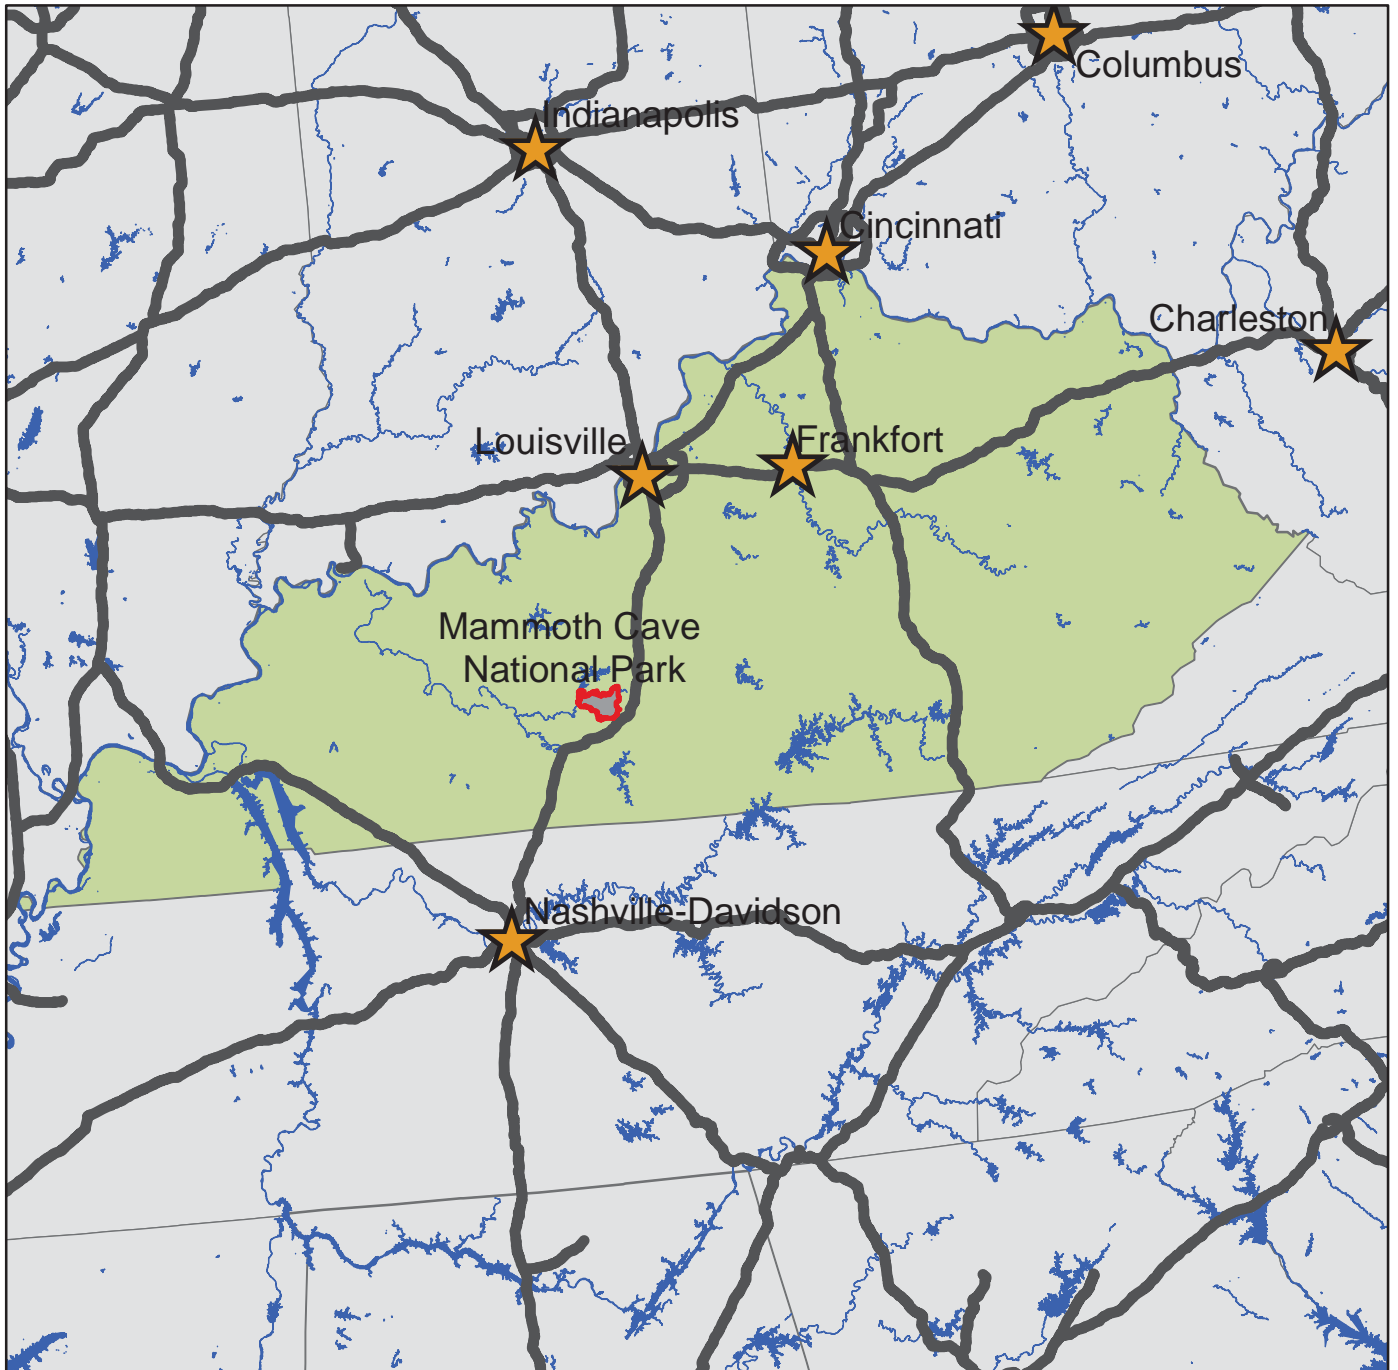 Columbus
Indianapolis
Cincinnati
Charleston
Louisville
Frankfort
Mammoth Cave
National Park
Nashville-Davidson